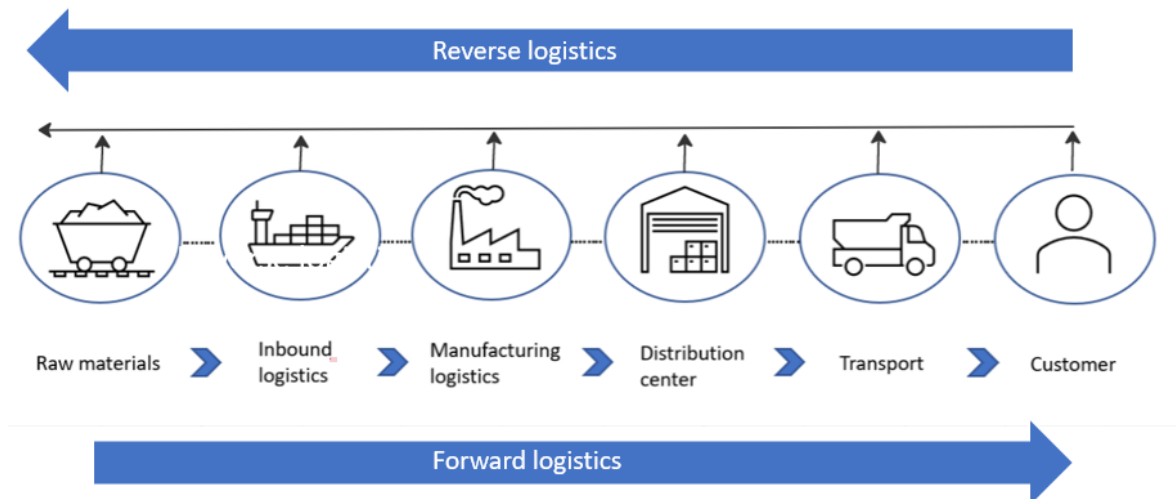 Reverse logistics
Raw materials
Inbound
logistics
Manufacturing
logistics
Distribution
center
Transport
Customer
Forward logistics